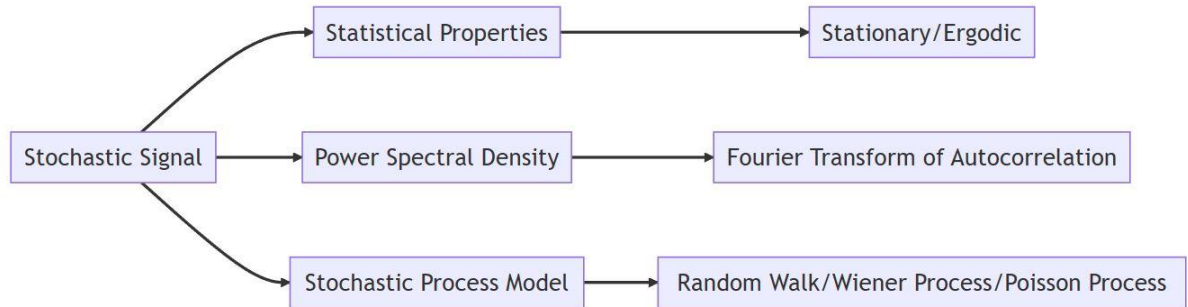 Statistical Properties
Stationary/Ergodic
Stochastic Signal
Power Spectral Density
Fourier Transform of Autocorrelation
Stochastic Process Model
Random Walk/Wiener Process/Poisson Process